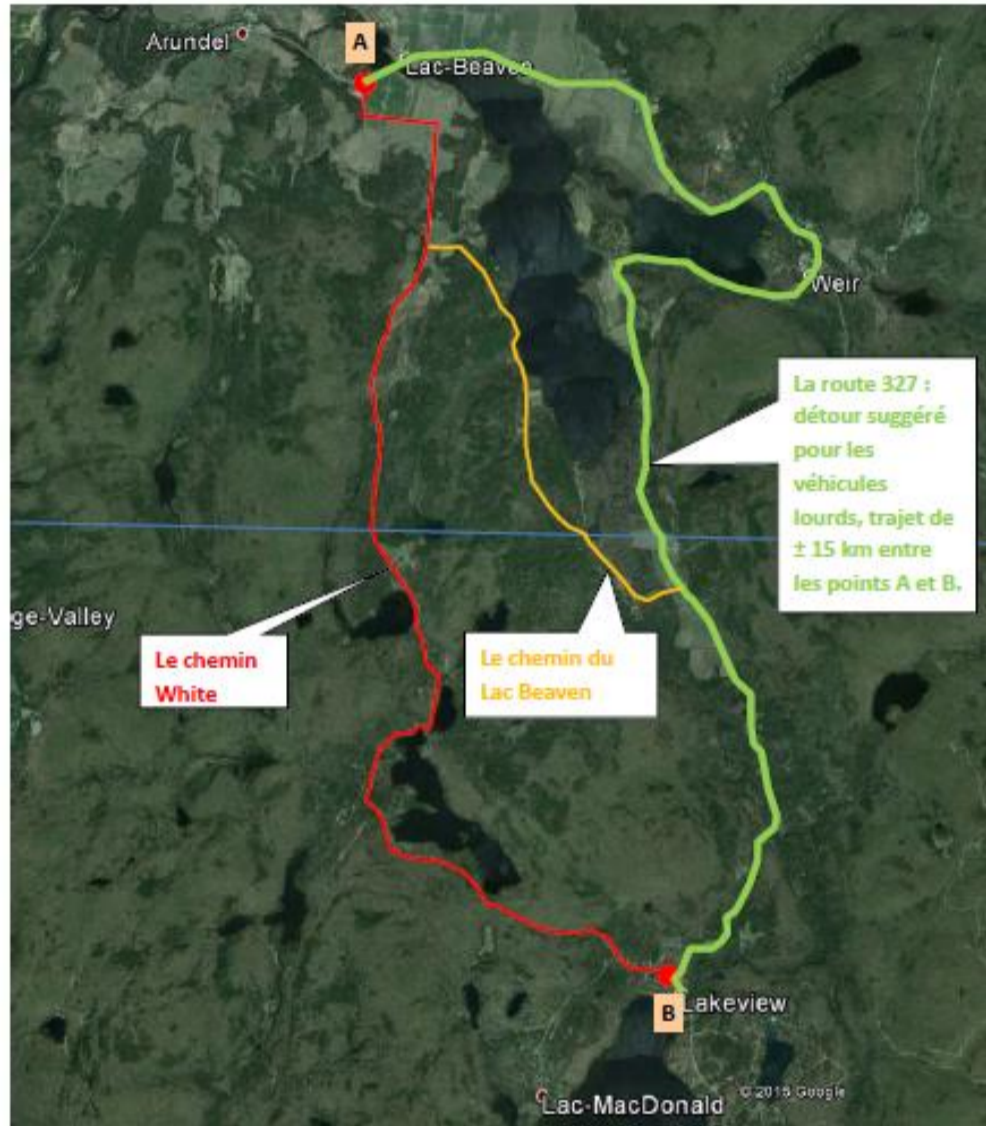 Arundel
A
Lac-Beaven
Weir
La route 327 :
détour suggéré
pour les
véhicules
lourds, trajet de
± 15 km entre
les points A et B.
ge-Valley
Le chemin
White
Le chemin du
Lac Beaven
B
Lakeview
© 2015 Google
Lac-MacDonald